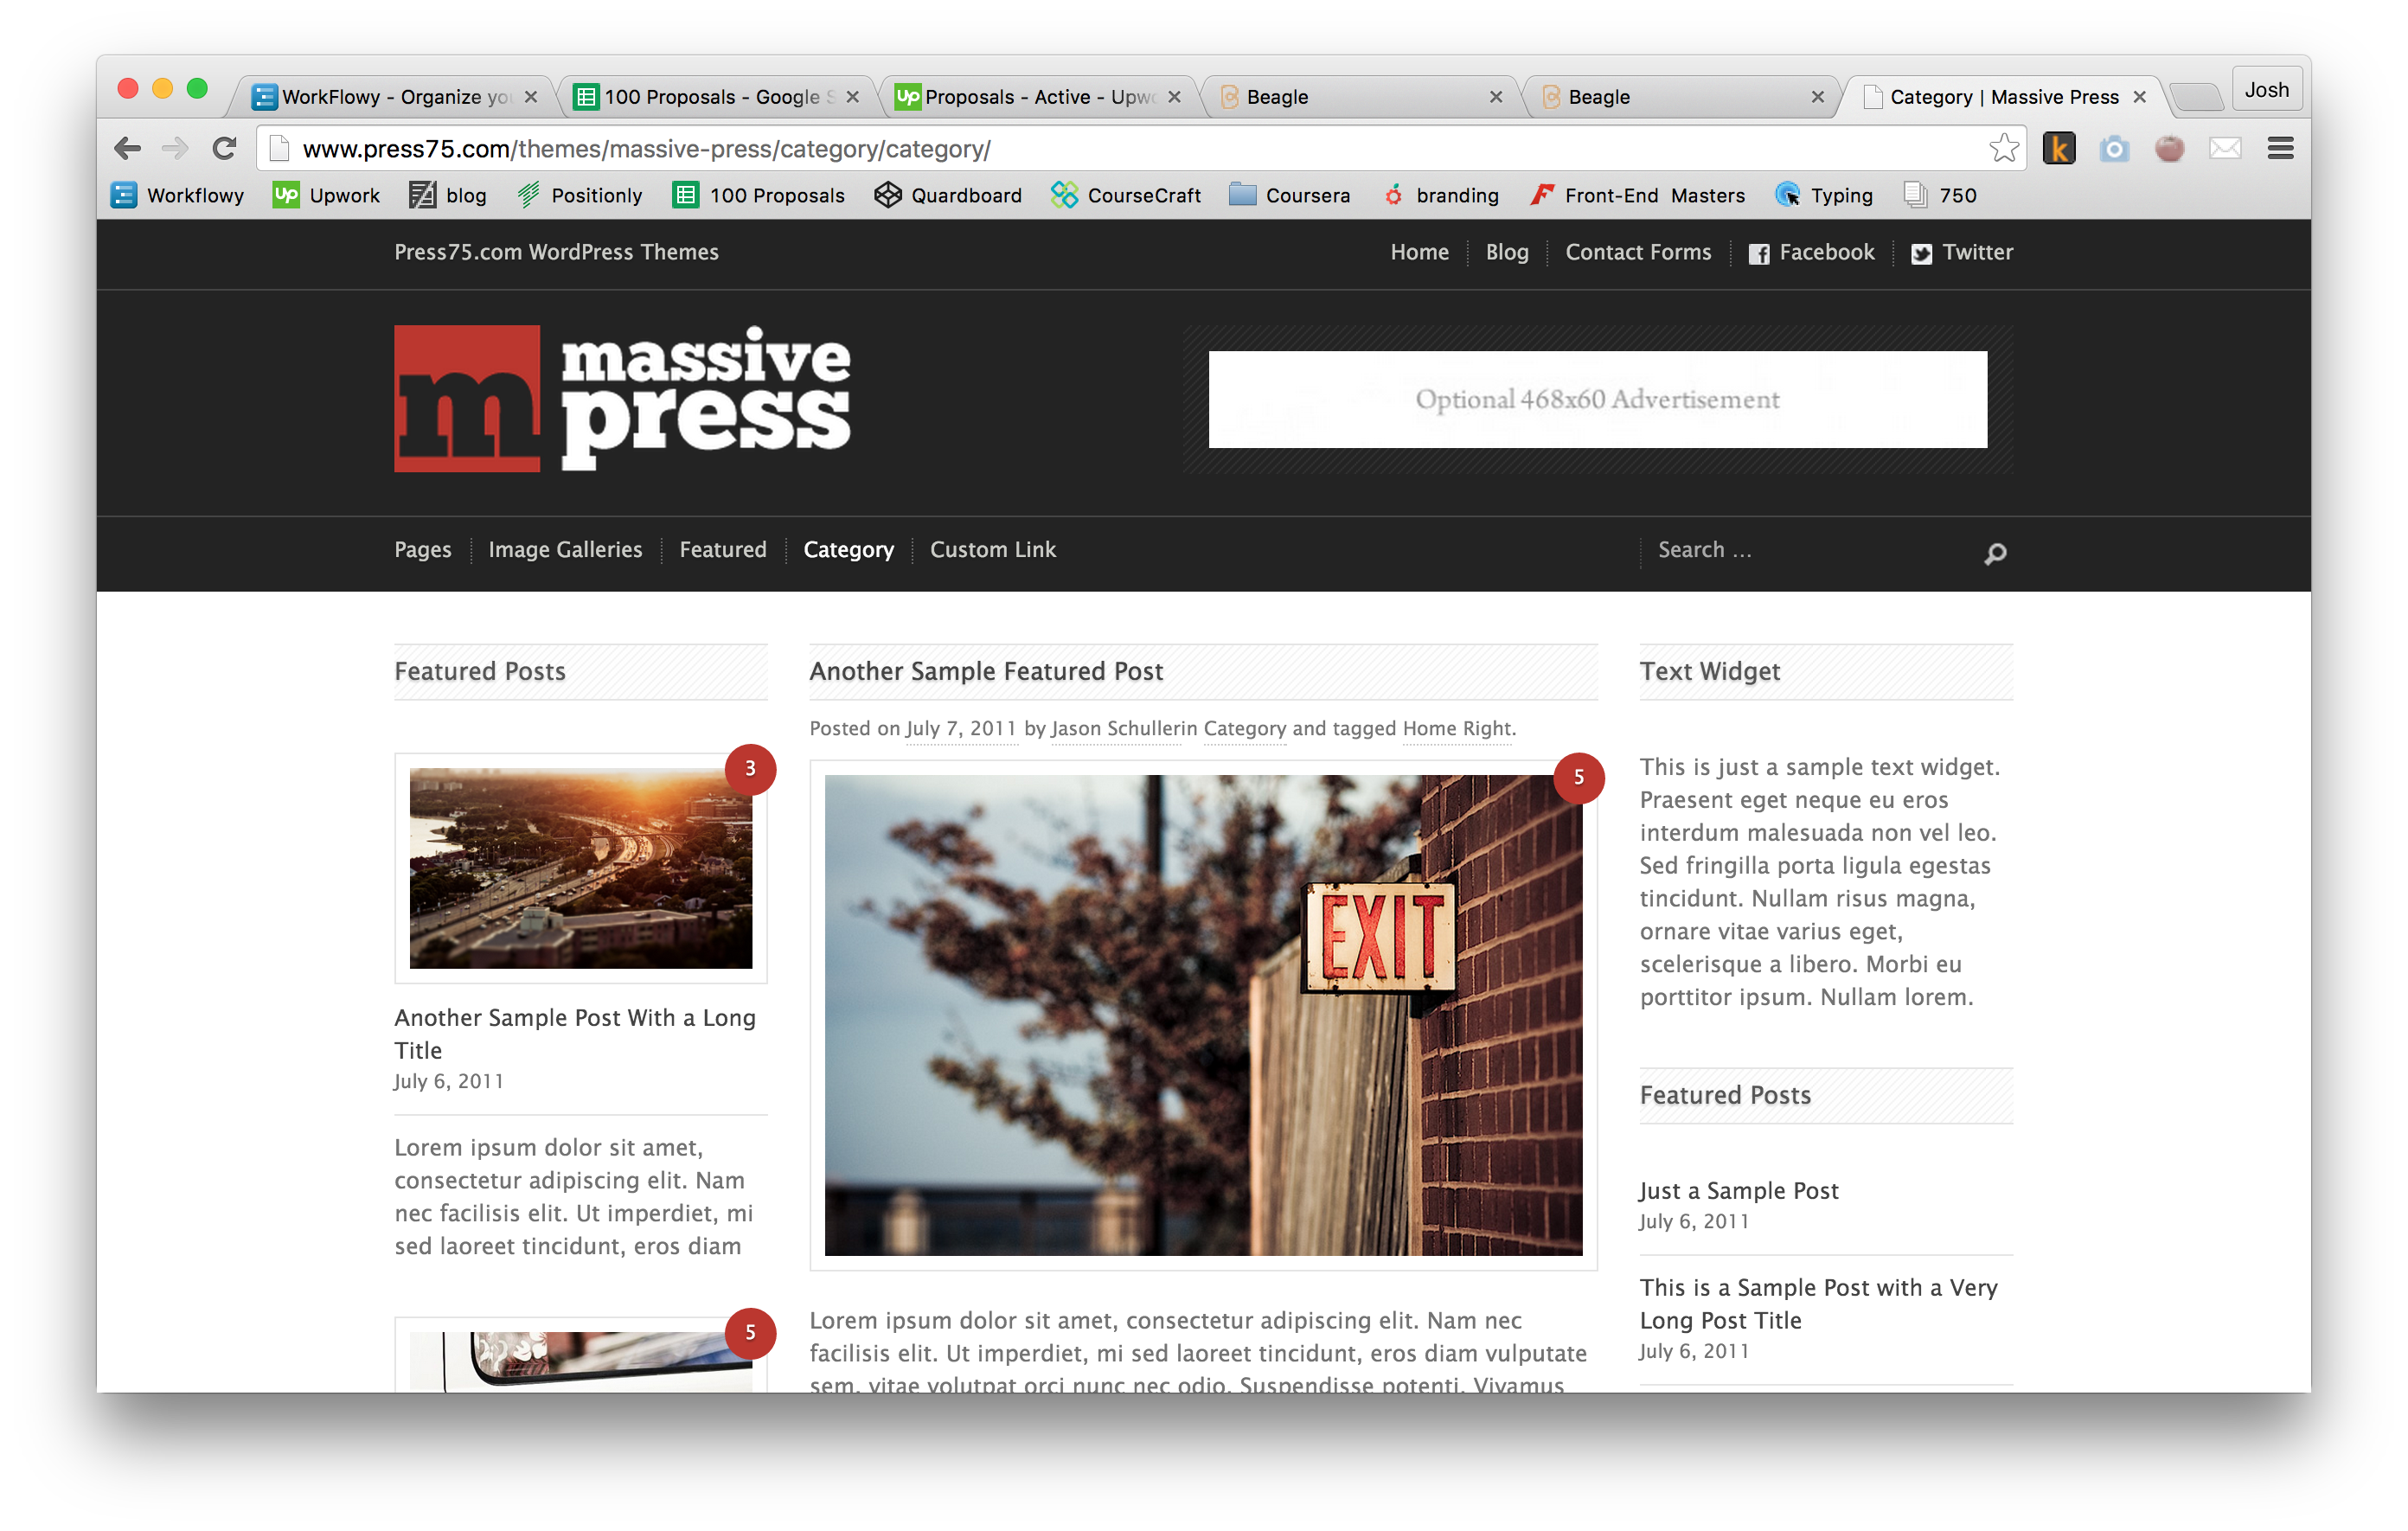 WorkFlowy - Organize yo
100 Proposals - Google S
Up Proposals - Active - Upwo
Beagle
Beagle
Category | Massive Press
Josh
www.press75.com/themes/massive-press/category/category/
k
Workflowy
Up Upwork
blog
Positionly
100 Proposals
Quardboard
CourseCraft
Coursera
branding
Front-End Masters
Typing
750
Press75.com WordPress Themes
Home
Blog
Contact Forms
f Facebook
Twitter
m
massive
press
Optional 468x60 Advertisement
Pages
Image Galleries
Featured
Category
Custom Link
Search ...
Featured Posts
3
Another Sample Post With a Long
Title
July 6, 2011
Lorem ipsum dolor sit amet,
consectetur adipiscing elit. Nam
nec facilisis elit. Ut imperdiet, mi
sed laoreet tincidunt, eros diam
5
Another Sample Featured Post
Posted on July 7, 2011 by Jason Schullerin Category and tagged Home Right.
5
EXIT
Lorem ipsum dolor sit amet, consectetur adipiscing elit. Nam nec
facilisis elit. Ut imperdiet, mi sed laoreet tincidunt, eros diam vulputate
sem, vitae volutpat orci nunc nec odio. Suspendisse potenti. Vivamus
Text Widget
This is just a sample text widget.
Praesent eget neque eu eros
interdum malesuada non vel leo.
Sed fringilla porta ligula egestas
tincidunt. Nullam risus magna,
ornare vitae varius eget,
scelerisque a libero. Morbi eu
porttitor ipsum. Nullam lorem.
Featured Posts
Just a Sample Post
July 6, 2011
This is a Sample Post with a Very
Long Post Title
July 6, 2011